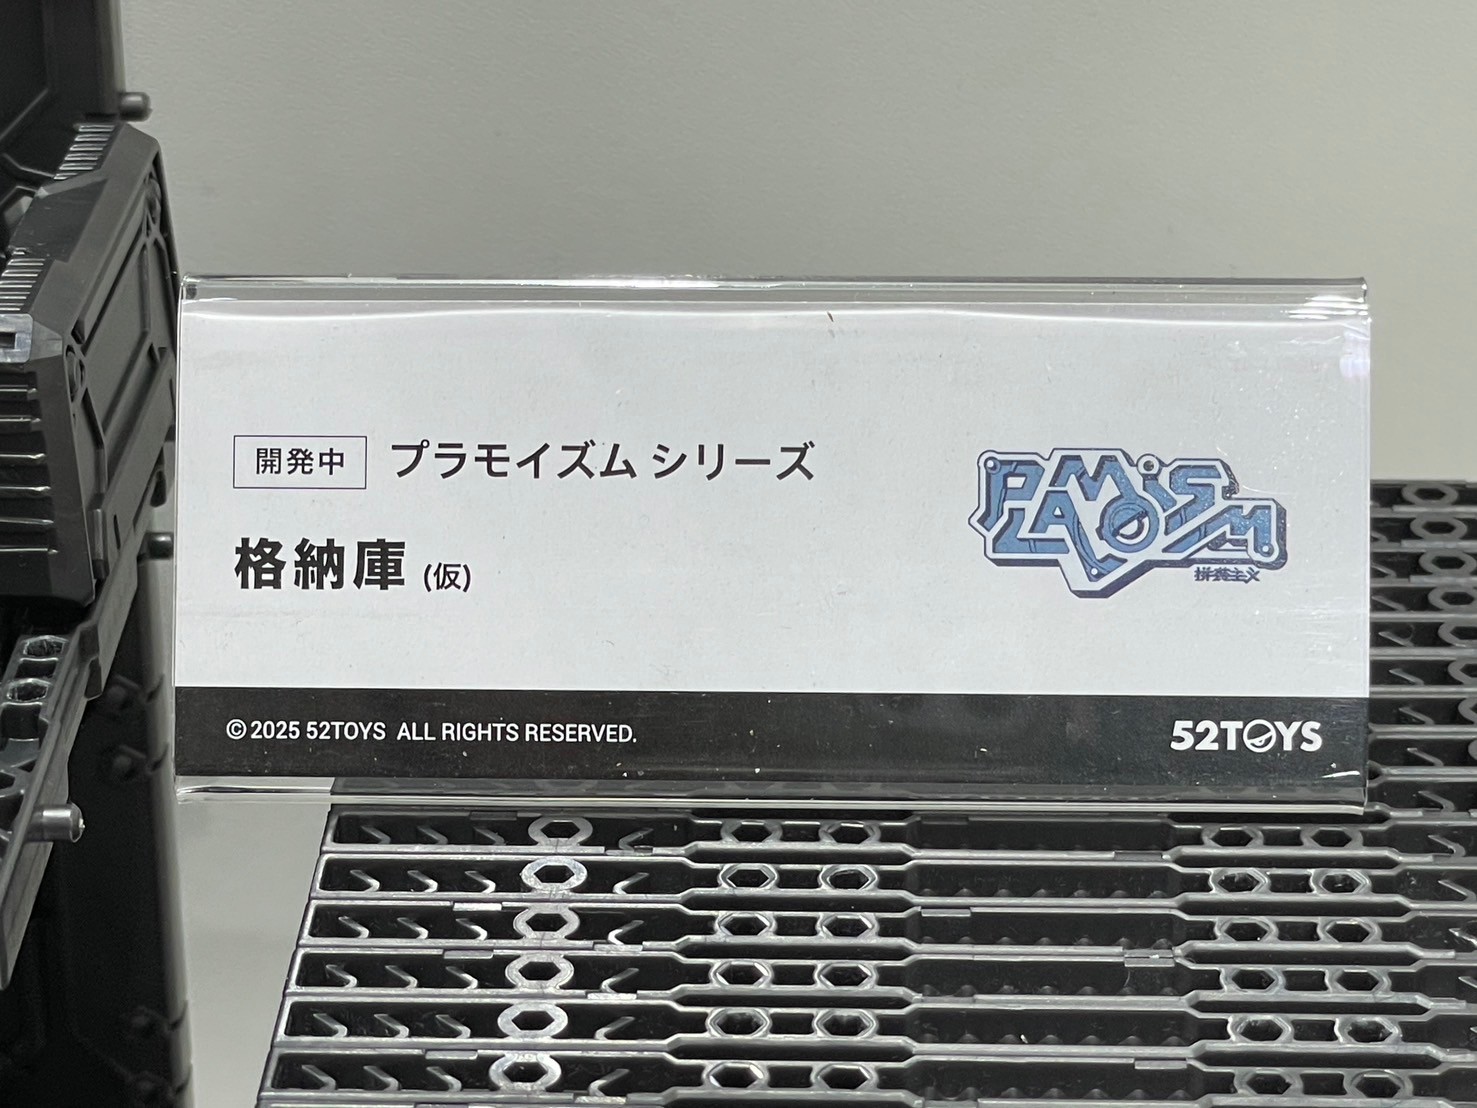 開発中 プラモイズム シリーズ
格納庫 (仮)
PLAMOiSM
拼装主义
© 2025 52TOYS ALL RIGHTS RESERVED.
52TOYS